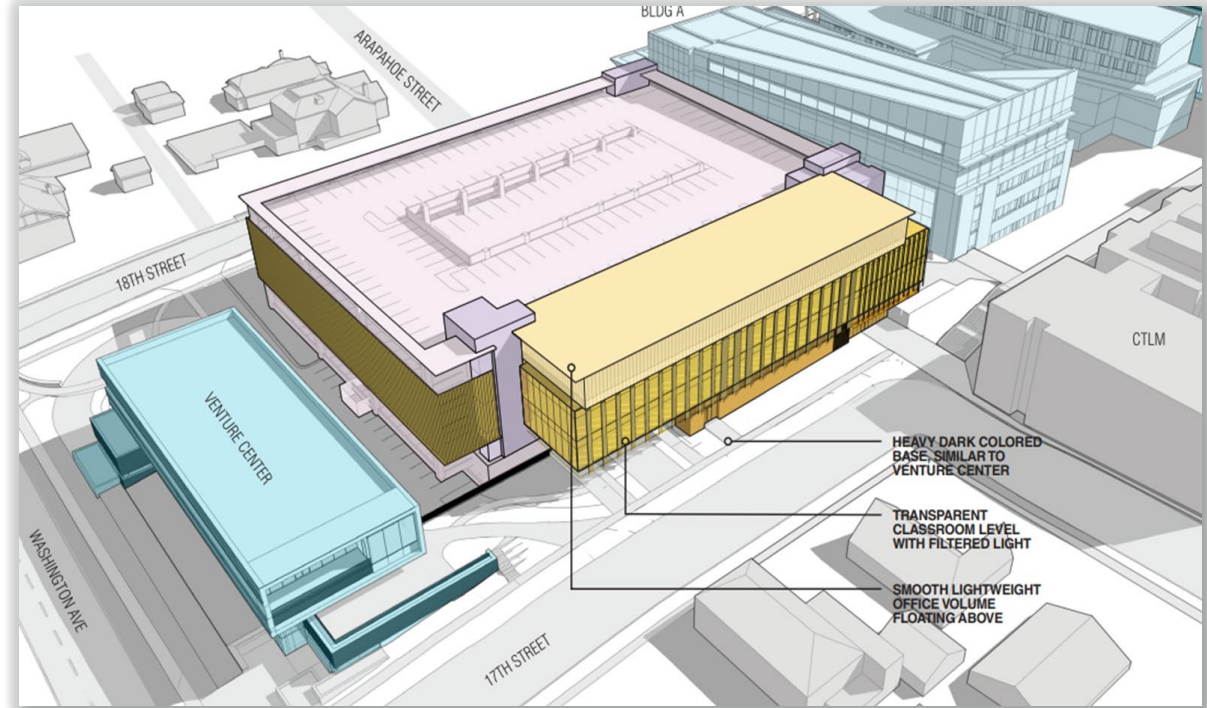 BLDG A
ARAPAHOE STREET
18TH STREET
CTLM
VENTURE CENTER
HEAVY DARK COLORED
BASE, SIMILAR TO
VENTURE CENTER
TRANSPARENT
CLASSROOM LEVEL
WITH FILTERED LIGHT
WASHINGTON AVE
SMOOTH LIGHTWEIGHT
OFFICE VOLUME
FLOATING ABOVE
17TH STREET